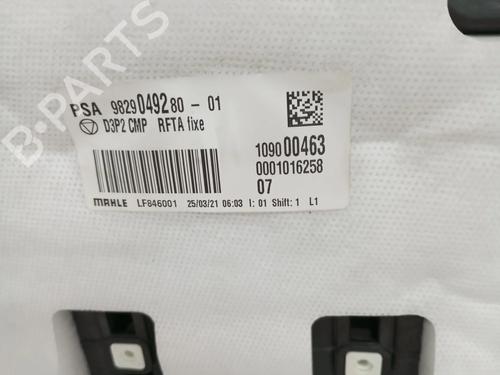 PSA 9829049280-01
D3P2 CMP RFTA fixe
10900463
0001016258
07
MAHLE LF846001 25/03/21 06:03 I: 01 Shift: 1 L1
B-PARTS